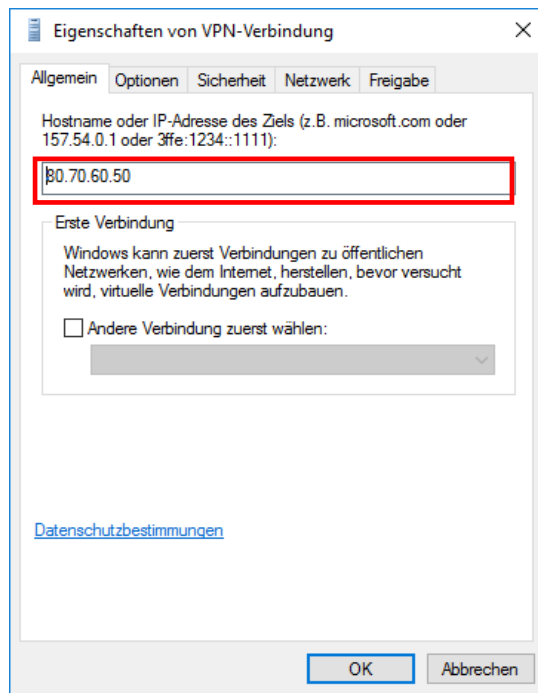 Eigenschaften von VPN-Verbindung
Allgemein Optionen Sicherheit Netzwerk Freigabe
Hostname oder IP-Adresse des Ziels (z.B. microsoft.com oder
157.54.0.1 oder 3ffe:1234::1111):
80.70.60.50
Erste Verbindung
Windows kann zuerst Verbindungen zu öffentlichen
Netzwerken, wie dem Internet, herstellen, bevor versucht
wird, virtuelle Verbindungen aufzubauen.
Andere Verbindung zuerst wählen:
Datenschutzbestimmungen
OK Abbrechen